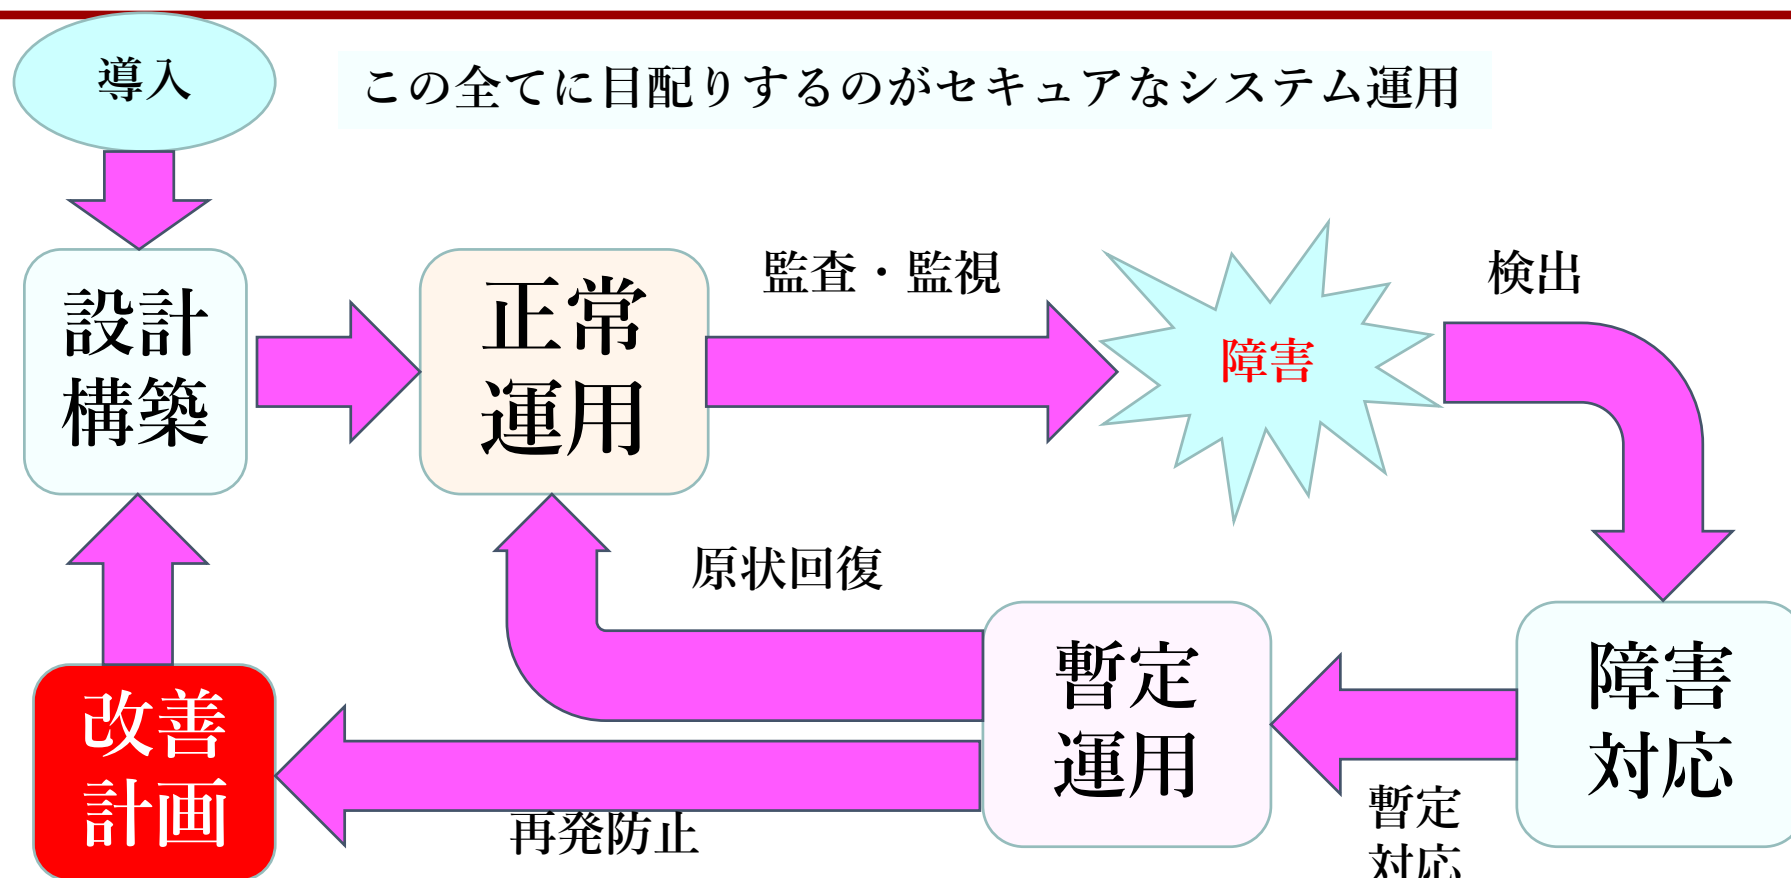 導入
この全てに目配りするのがセキュアなシステム運用
設計
構築
正常
運用
監査・監視
障害
検出
原状回復
改善
計画
再発防止
暫定
運用
暫定
対応
障害
対応